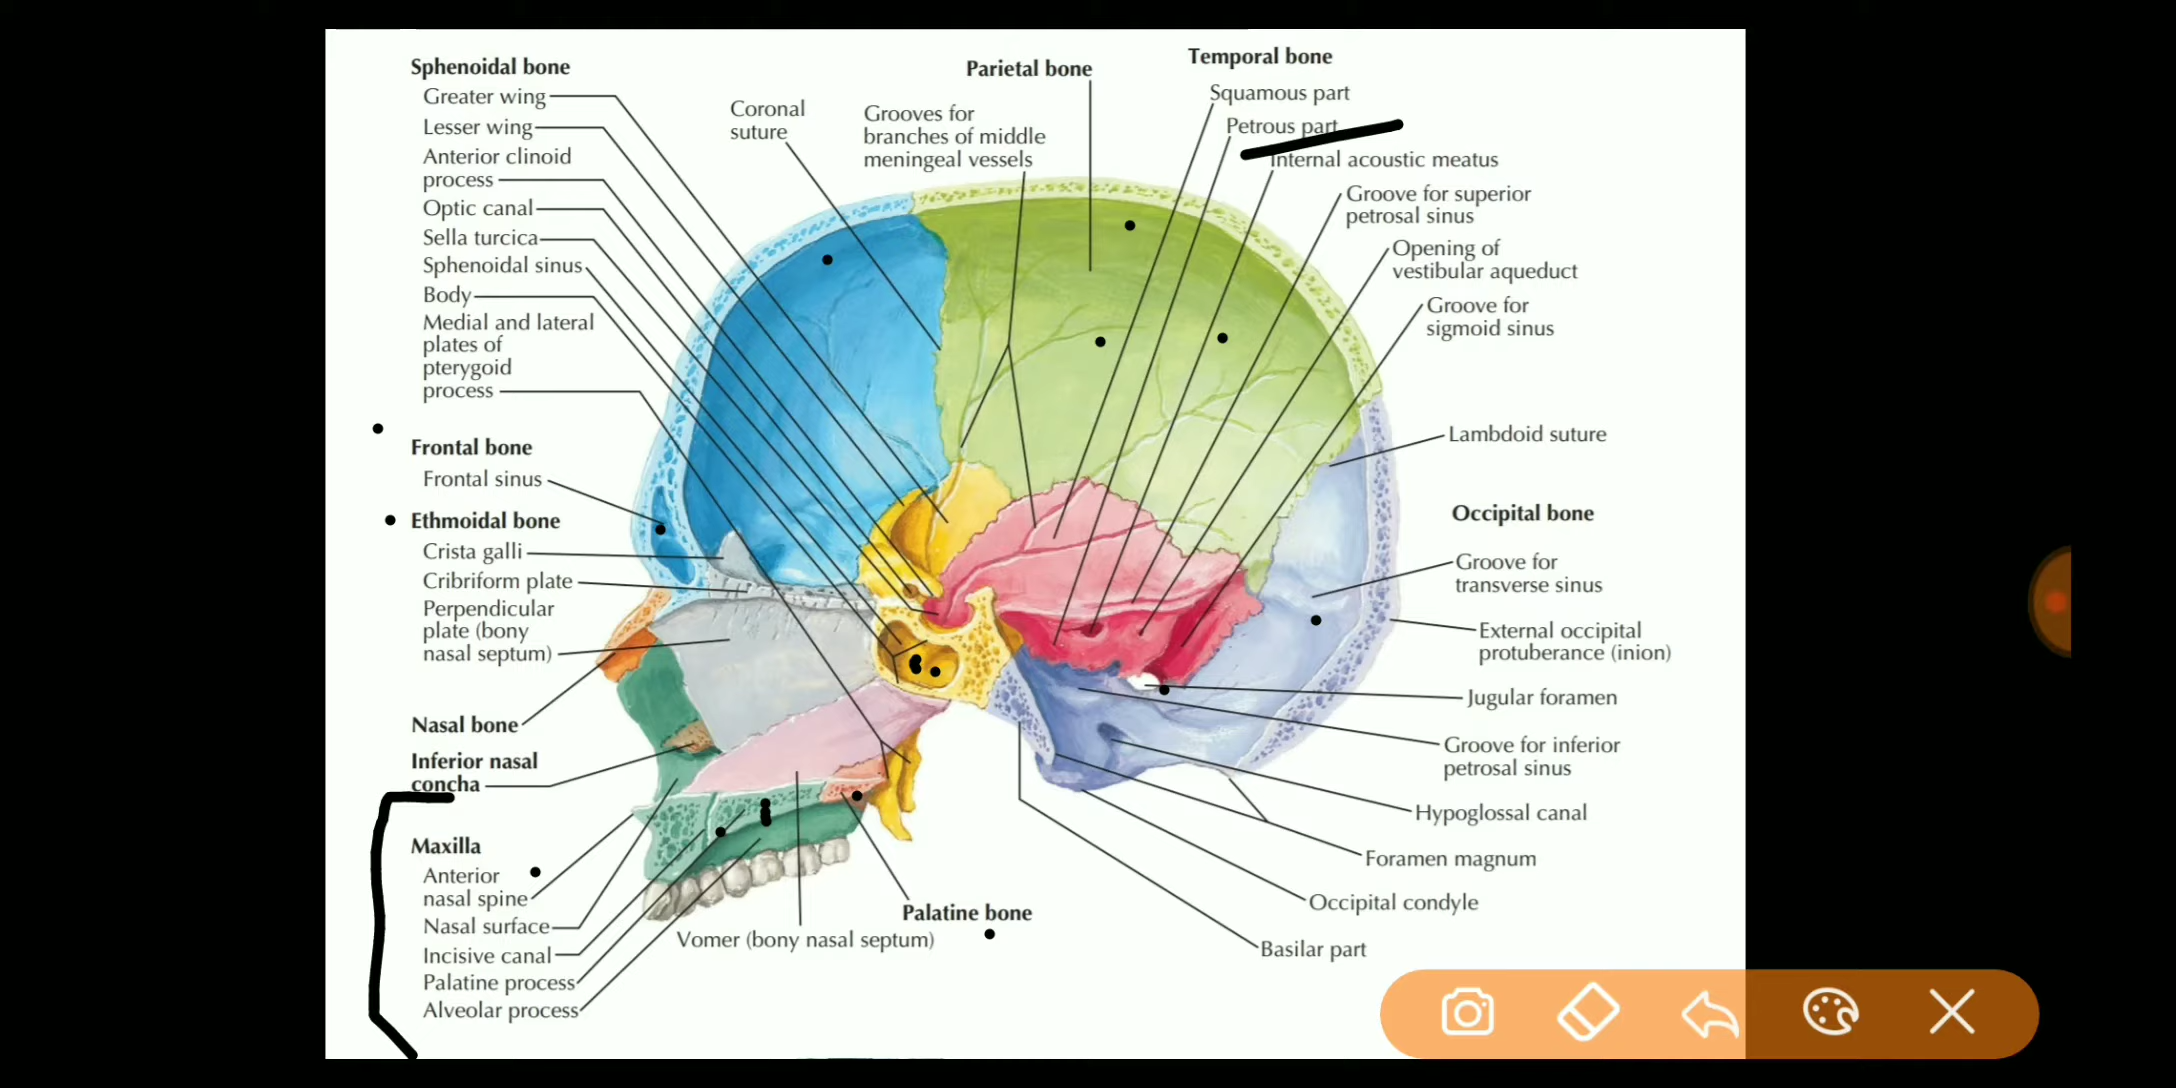 Sphenoidal bone
Greater wing
Lesser wing
Anterior clinoid
process
Optic canal
Sella turcica
Sphenoidal sinus
Body
Medial and lateral
plates of
pterygoid
process
Frontal bone
Frontal sinus
Ethmoidal bone
Crista galli
Cribriform plate
Perpendicular
plate (bony
nasal septum)
Nasal bone
Inferior nasal
concha
Maxilla
Anterior
nasal spine
Nasal surface
Incisive canal
Palatine process
Alveolar process
Coronal
suture
Grooves for
branches of middle
meningeal vessels
Parietal bone
Temporal bone
Squamous part
Petrous part
Internal acoustic meatus
Groove for superior
petrosal sinus
Opening of
vestibular aqueduct
Groove for
sigmoid sinus
Lambdoid suture
Occipital bone
Groove for
transverse sinus
External occipital
protuberance (inion)
Jugular foramen
Groove for inferior
petrosal sinus
Hypoglossal canal
Foramen magnum
Occipital condyle
Basilar part
Palatine bone
Vomer (bony nasal septum)